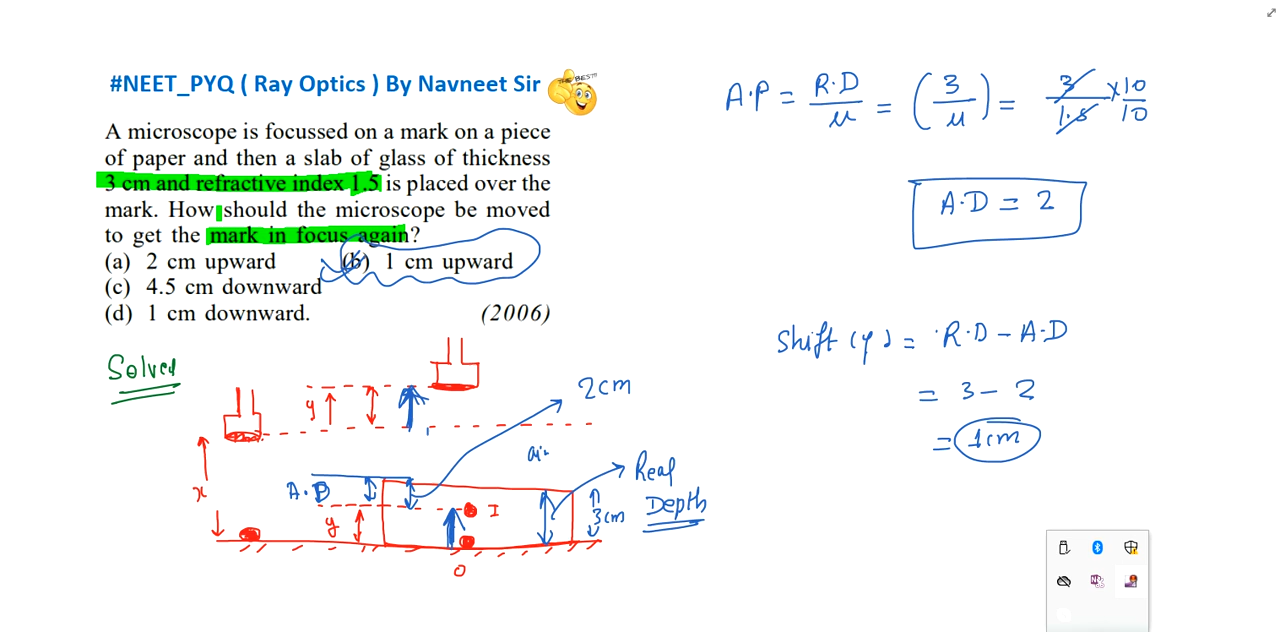 #NEET_PYQ ( Ray Optics ) By Navneet Sir
THE BEST!!
A microscope is focussed on a mark on a piece
of paper and then a slab of glass of thickness
3 cm and refractive index 1.5 is placed over the
mark. How should the microscope be moved
to get the mark in focus again?
(a) 2 cm upward (b) 1 cm upward
(c) 4.5 cm downward
(d) 1 cm downward. (2006)
Solved
y
x
A.D
y
I
O
air
2cm
Real
Depth
3cm
A.P = R.D/μ = (3/μ) = 3/1.5 × 10/10
A.D = 2
Shift (y) = R.D - A.D
= 3 - 2
= 1cm